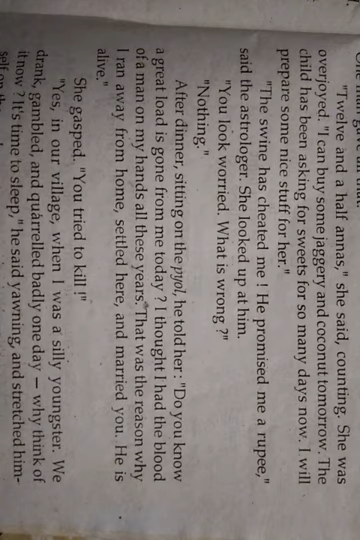 "Twelve and a half annas," she said, counting. She was
overjoyed. "I can buy some jaggery and coconut tomorrow. The
child has been asking for sweets for so many days now. I will
prepare some nice stuff for her."
"The swine has cheated me ! He promised me a rupee,"
said the astrologer. She looked up at him.
"You look worried. What is wrong ?"
"Nothing."
After dinner, sitting on the pyol, he told her : "Do you know
a great load is gone from me today ? I thought I had the blood
of a man on my hands all these years. That was the reason why
I ran away from home, settled here, and married you. He is
alive."
She gasped. "You tried to kill !"
"Yes, in our village, when I was a silly youngster. We
drank, gambled, and quarrelled badly one day — why think of
it now ? It's time to sleep," he said yawning, and stretched him-
self on the